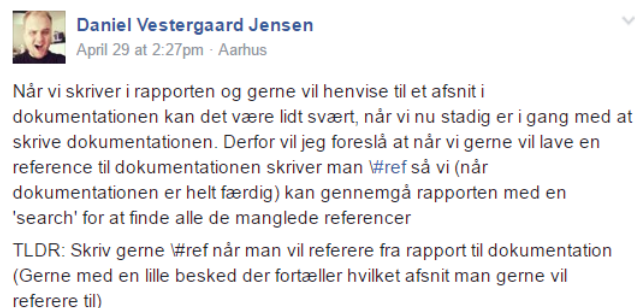 Daniel Vestergaard Jensen
April 29 at 2:27pm · Aarhus
Når vi skriver i rapporten og gerne vil henvise til et afsnit i
dokumentationen kan det være lidt svært, når vi nu stadig er i gang med at
skrive dokumentationen. Derfor vil jeg foreslå at når vi gerne vil lave en
reference til dokumentationen skriver man \#ref så vi (når
dokumentationen er helt færdig) kan gennemgå rapporten med en
'search' for at finde alle de manglede referencer
TLDR: Skriv gerne \#ref når man vil referere fra rapport til dokumentation
(Gerne med en lille besked der fortæller hvilket afsnit man gerne vil
referere til)